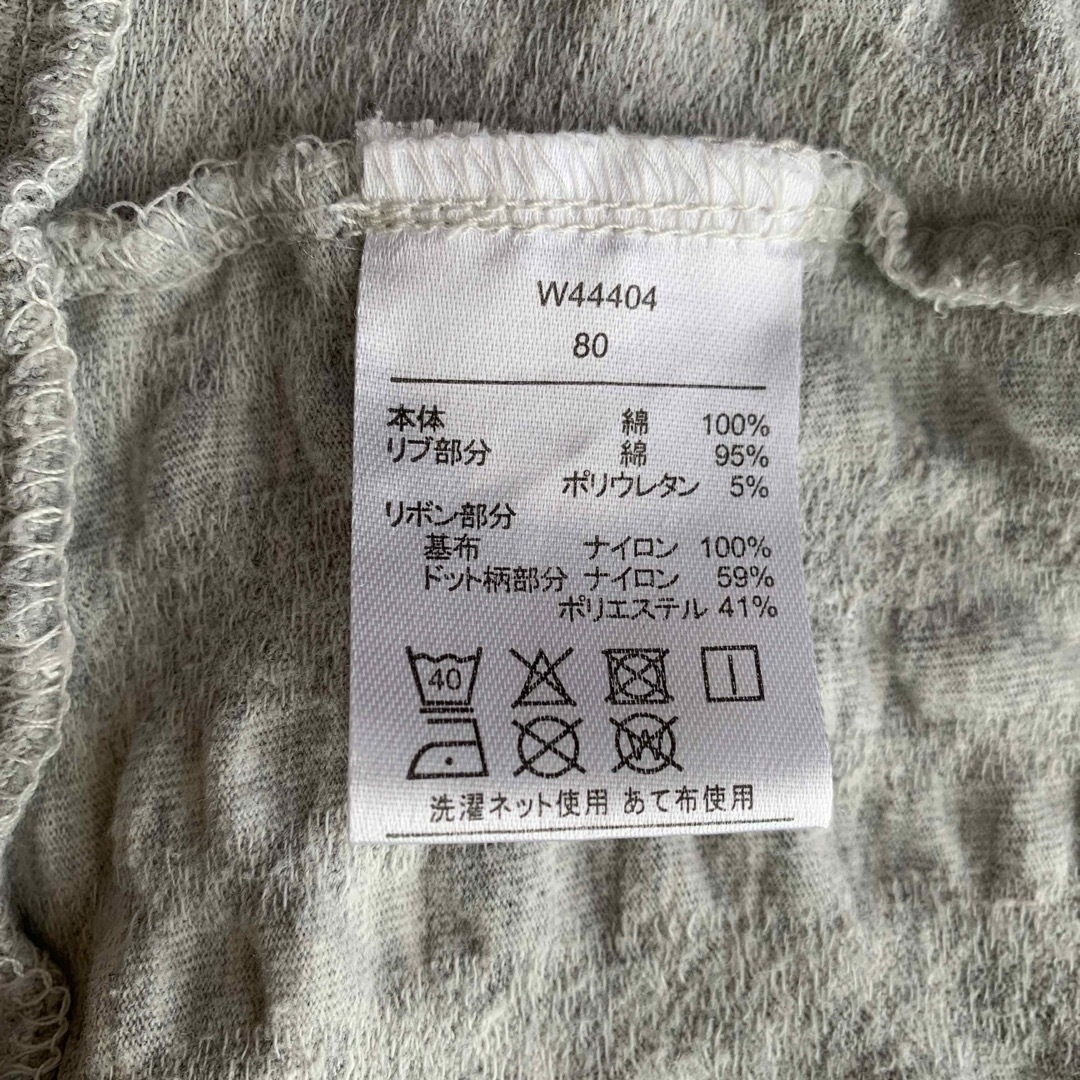 W44404
80
本体 綿 100%
リブ部分 綿 95%
ポリウレタン 5%
リボン部分
基布 ナイロン 100%
ドット柄部分 ナイロン 59%
ポリエステル 41%
40
W
洗濯ネット使用 あて布使用